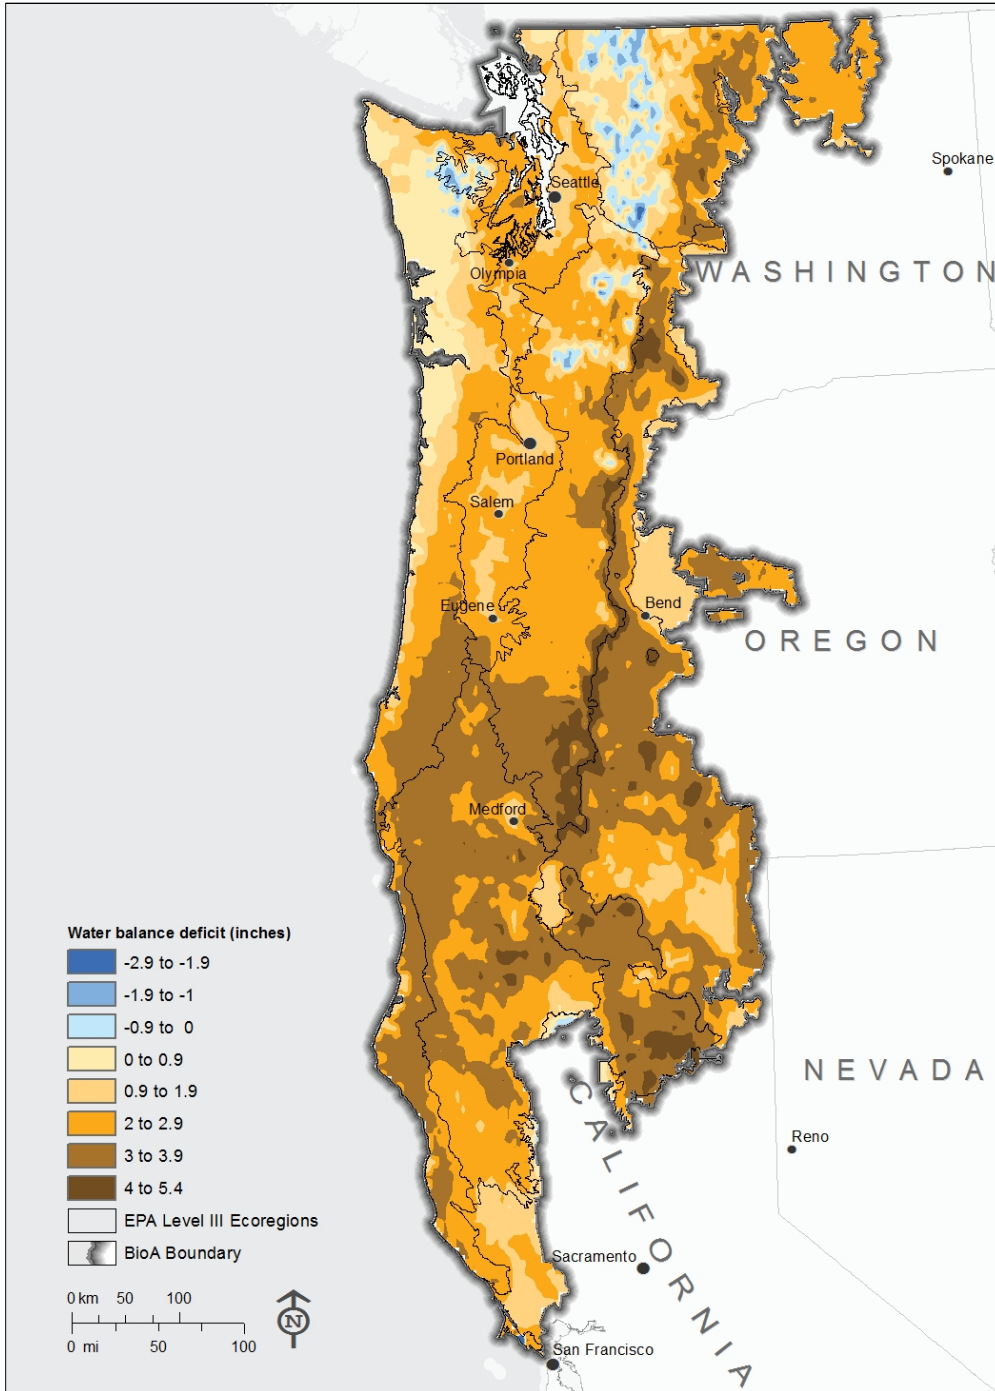 Spokane
Seattle
WASHINGTON
Olympia
Portland
Salem
Eugene
Bend
OREGON
Medford
Water balance deficit (inches)
-2.9 to -1.9
-1.9 to -1
-0.9 to 0
0 to 0.9
0.9 to 1.9
2 to 2.9
3 to 3.9
4 to 5.4
EPA Level III Ecoregions
BioA Boundary
0 km 50 100
0 mi 50 100
N
NEVADA
CALIFORNIA
Reno
Sacramento
San Francisco